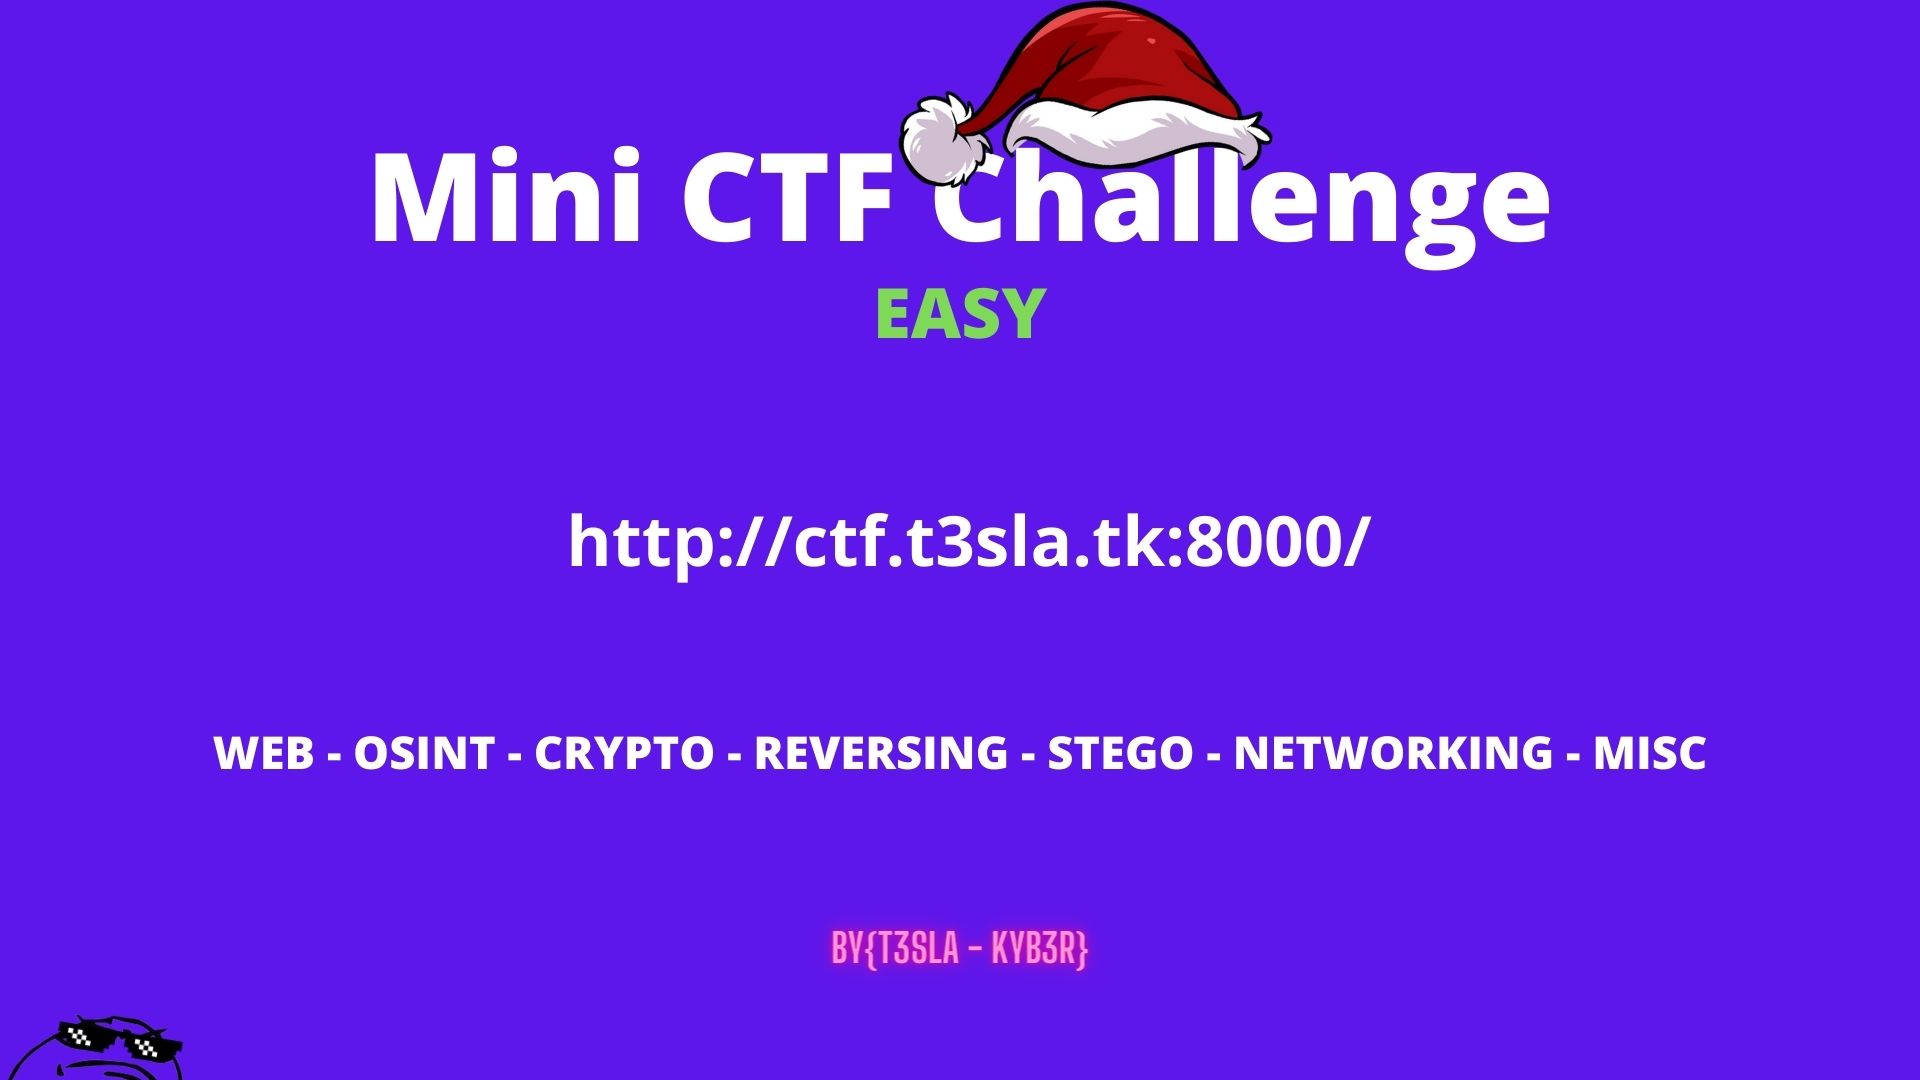 Mini CTF Challenge
EASY
http://ctf.t3sla.tk:8000/
WEB - OSINT - CRYPTO - REVERSING - STEGO - NETWORKING - MISC
BY{T3SLA - KYB3R}